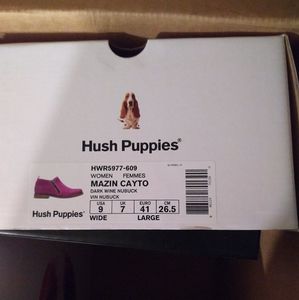 Hush Puppies®
HWR5977-609
WOMEN FEMMES
MAZIN CAYTO
DARK WINE NUBUCK
VIN NUBUCK
Hush Puppies®
USA UK EURO CM
9 7 41 26.5
WIDE LARGE